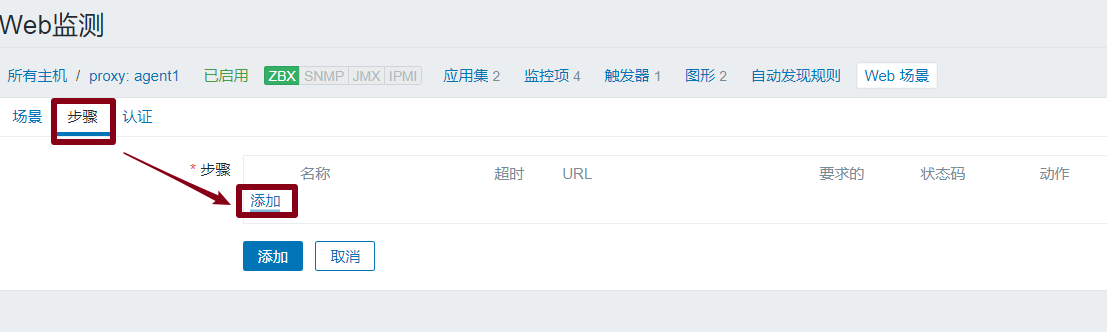 Web监测
所有主机 / proxy: agent1 已启用 ZBX SNMP JMX IPMI 应用集 2 监控项 4 触发器 1 图形 2 自动发现规则 Web 场景
场景 步骤 认证
* 步骤 名称 超时 URL 要求的 状态码 动作
添加
添加 取消